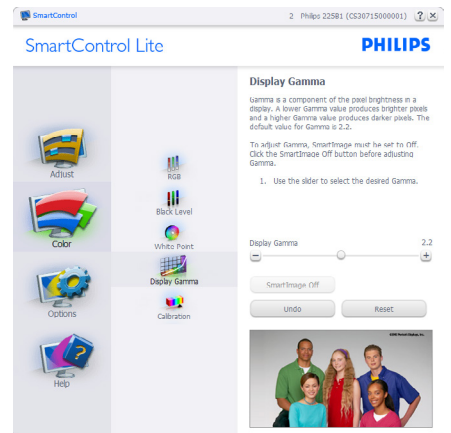 SmartControl
2 Philips 225B1 (CS30715000001)
SmartControl Lite
PHILIPS
Adjust
Color
Options
Help
RGB
Black Level
White Point
Display Gamma
Calibration
Display Gamma
Gamma is a component of the pixel brightness in a
display. A lower Gamma value produces brighter pixels
and a higher Gamma value produces darker pixels. The
default value for Gamma is 2.2.
To adjust Gamma, SmartImage must be set to Off.
Click the SmartImage Off button before adjusting
Gamma.
1. Use the slider to select the desired Gamma.
Display Gamma 2.2
SmartImage Off
Undo Reset